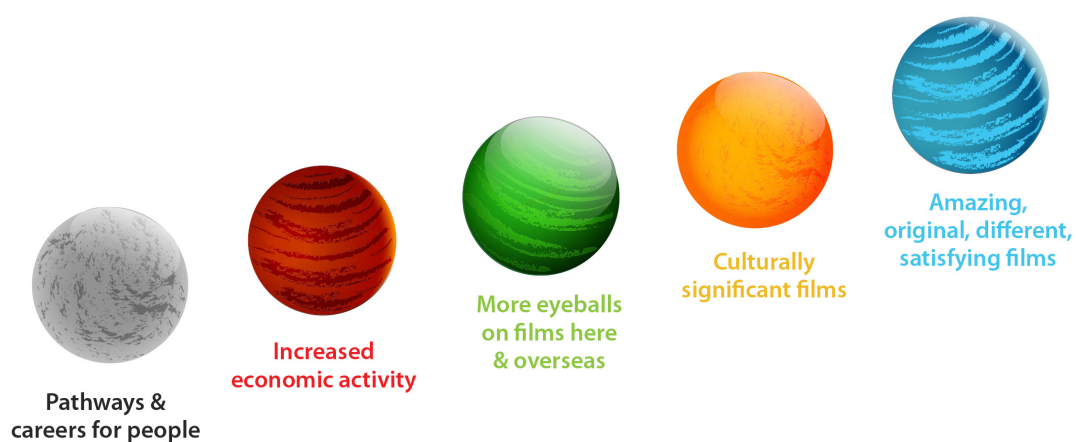 Pathways &
careers for people
Increased
economic activity
More eyeballs
on films here
& overseas
Culturally
significant films
Amazing,
original, different,
satisfying films